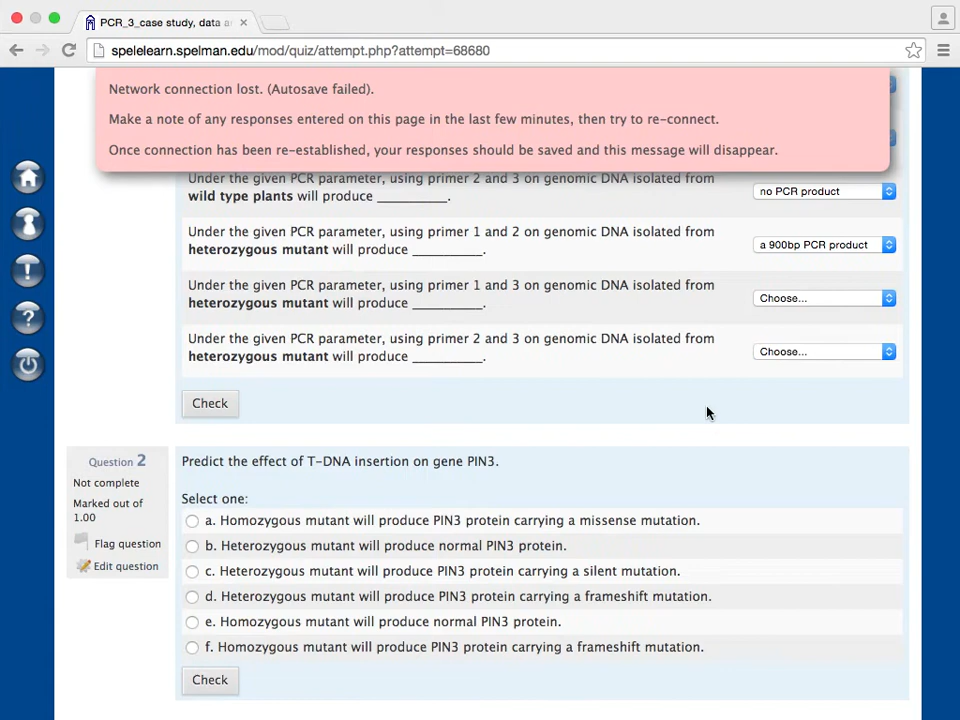 PCR_3_case study, data a
spelelearn.spelman.edu/mod/quiz/attempt.php?attempt=68680
Network connection lost. (Autosave failed).
Make a note of any responses entered on this page in the last few minutes, then try to re-connect.
Once connection has been re-established, your responses should be saved and this message will disappear.
Under the given PCR parameter, using primer 2 and 3 on genomic DNA isolated from
wild type plants will produce __________.
no PCR product
Under the given PCR parameter, using primer 1 and 2 on genomic DNA isolated from
heterozygous mutant will produce __________.
a 900bp PCR product
Under the given PCR parameter, using primer 1 and 3 on genomic DNA isolated from
heterozygous mutant will produce __________.
Choose...
Under the given PCR parameter, using primer 2 and 3 on genomic DNA isolated from
heterozygous mutant will produce __________.
Choose...
Check
Question 2
Not complete
Marked out of
1.00
Flag question
Edit question
Predict the effect of T-DNA insertion on gene PIN3.
Select one:
a. Homozygous mutant will produce PIN3 protein carrying a missense mutation.
b. Heterozygous mutant will produce normal PIN3 protein.
c. Heterozygous mutant will produce PIN3 protein carrying a silent mutation.
d. Heterozygous mutant will produce PIN3 protein carrying a frameshift mutation.
e. Homozygous mutant will produce normal PIN3 protein.
f. Homozygous mutant will produce PIN3 protein carrying a frameshift mutation.
Check